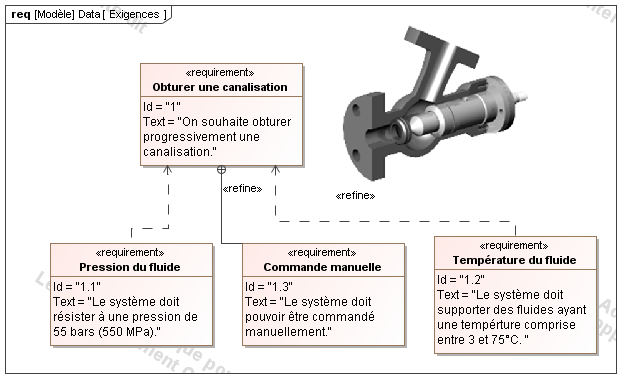 req [Modèle] Data [ Exigences ]
«requirement»
Obturer une canalisation
Id = "1"
Text = "On souhaite obturer
progressivement une
canalisation."
«refine»
«refine»
«requirement»
Pression du fluide
Id = "1.1"
Text = "Le système doit
résister à une pression de
55 bars (550 MPa)."
«requirement»
Commande manuelle
Id = "1.3"
Text = "Le système doit
pouvoir être commandé
manuellement."
«requirement»
Température du fluide
Id = "1.2"
Text = "Le système doit
supporter des fluides ayant
une tempérture comprise
entre 3 et 75°C. "